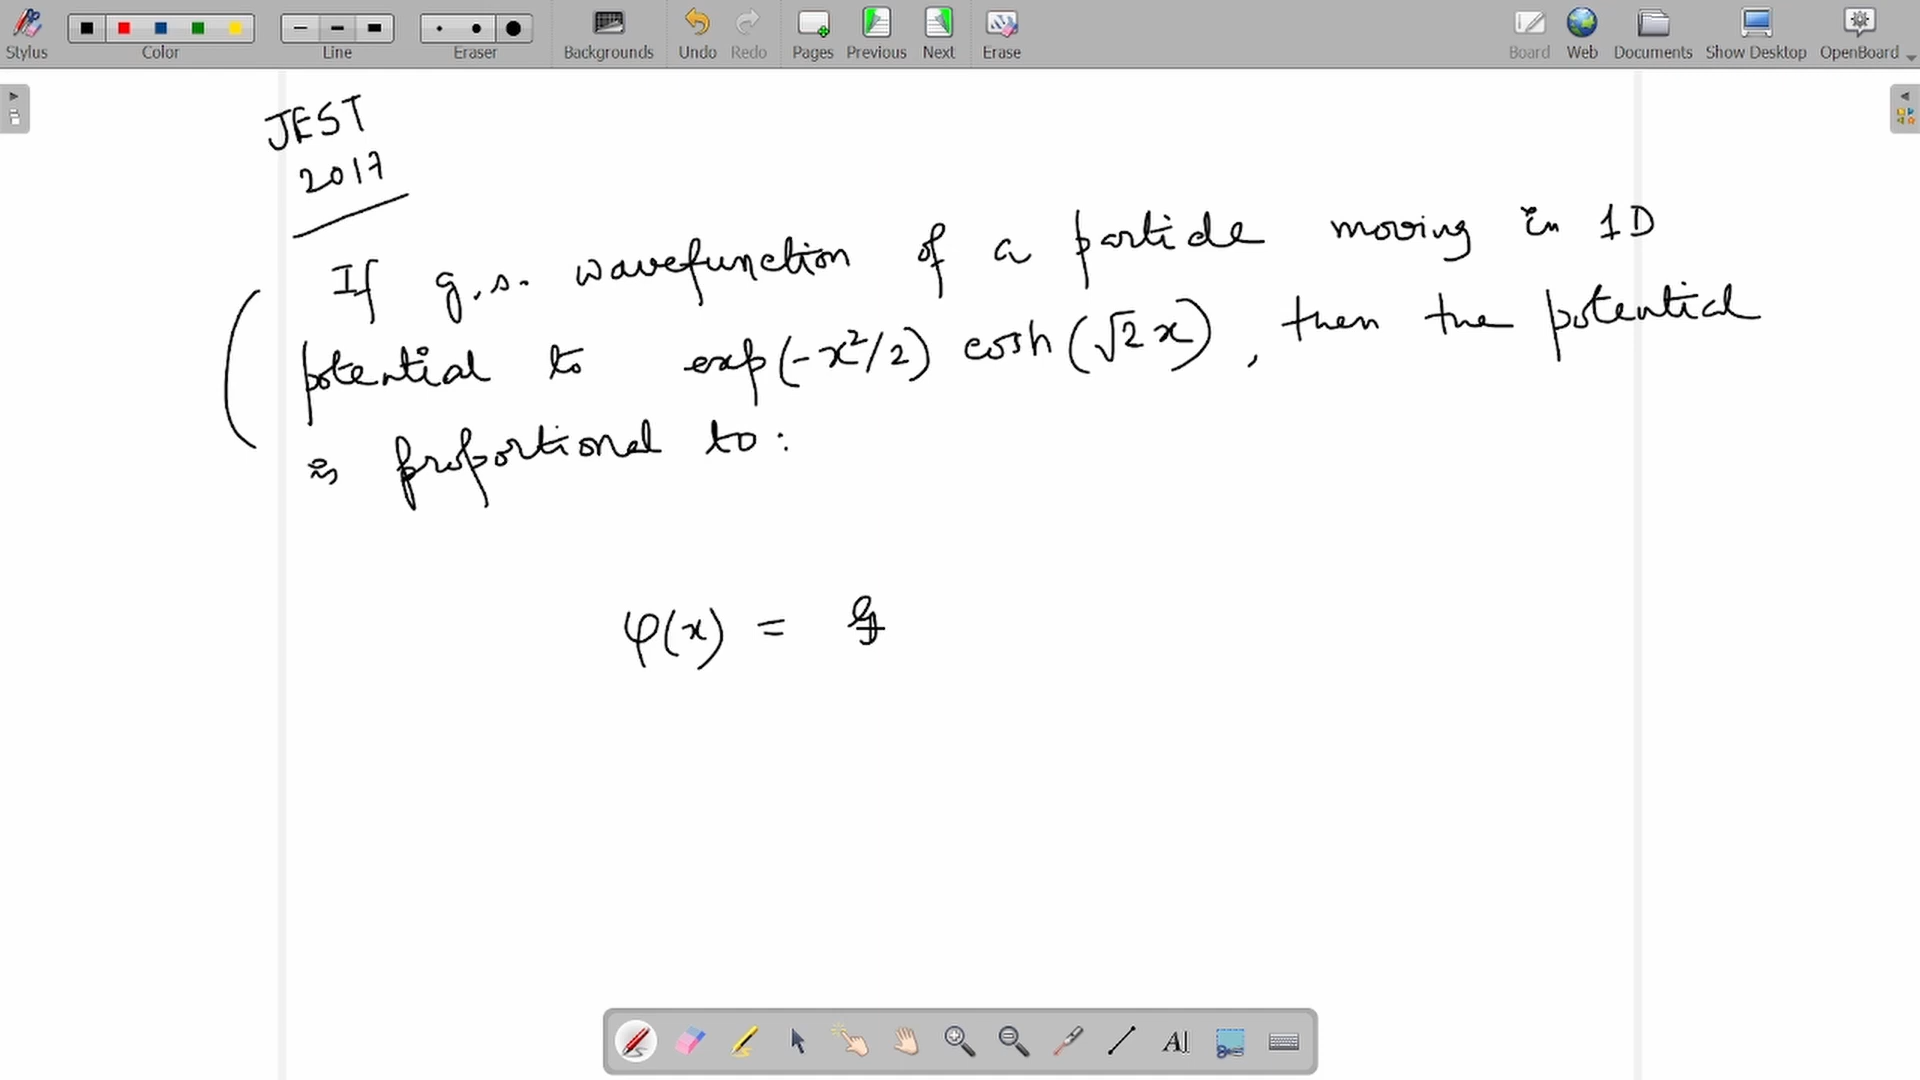 Stylus Color Line Eraser Backgrounds Undo Redo Pages Previous Next Erase Board Web Documents Show Desktop OpenBoard
JEST
2017
If g.s. wavefunction of a particle moving in 1D
potential to exp(-x²/2) cosh(√2 x), then the potential
is proportional to:
φ(x) =